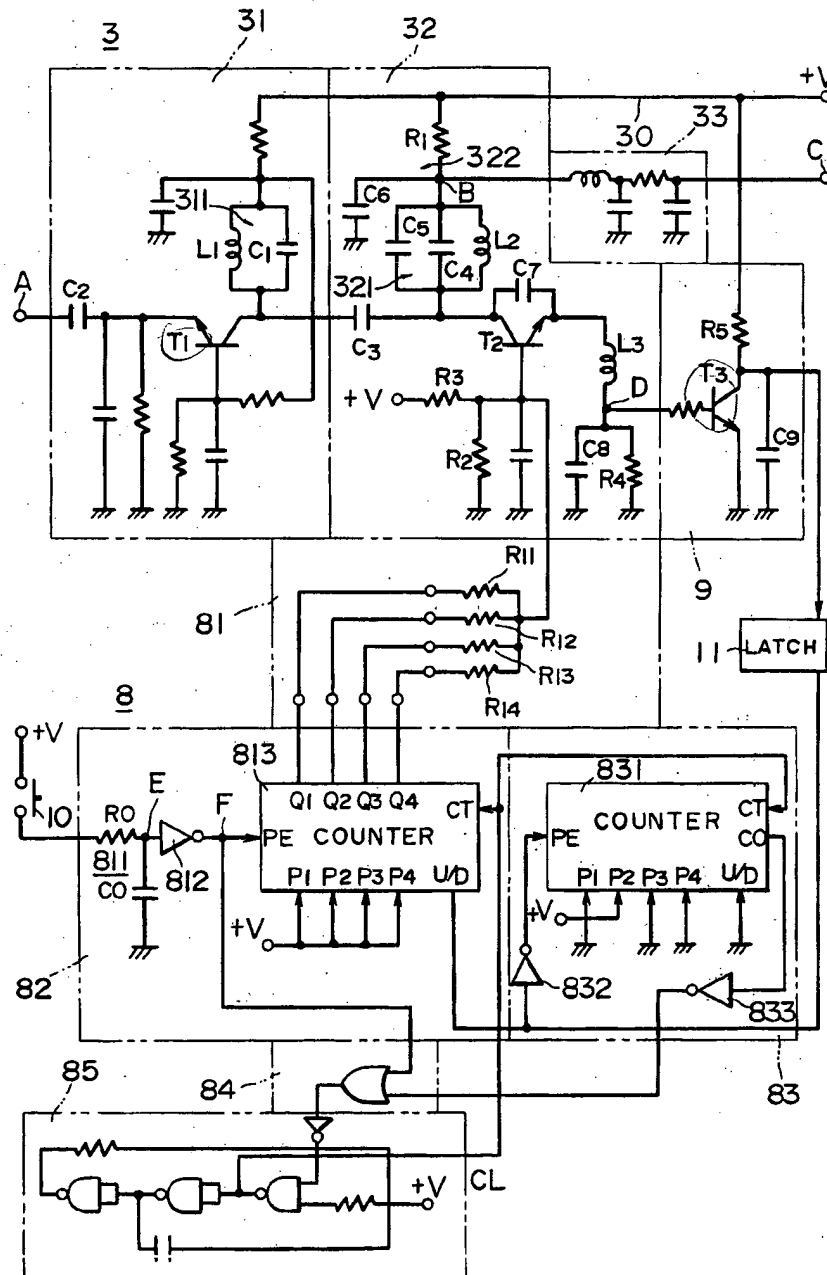 3
31
32
+V
30
33
C
R1
322
B
C6
C5
C4
L2
321
311
L1
C1
A
C2
T1
C3
C7
T2
L3
R5
T3
C9
D
+V
R3
R2
C8
R4
9
81
R11
R12
R13
R14
11
LATCH
8
+V
10
R0
E
811
C0
812
F
813
Q1 Q2 Q3 Q4
CT
PE
COUNTER
P1 P2 P3 P4 U/D
+V
82
831
COUNTER
CT
CO
PE
P1 P2 P3 P4 U/D
+V
832
833
83
84
85
CL
+V